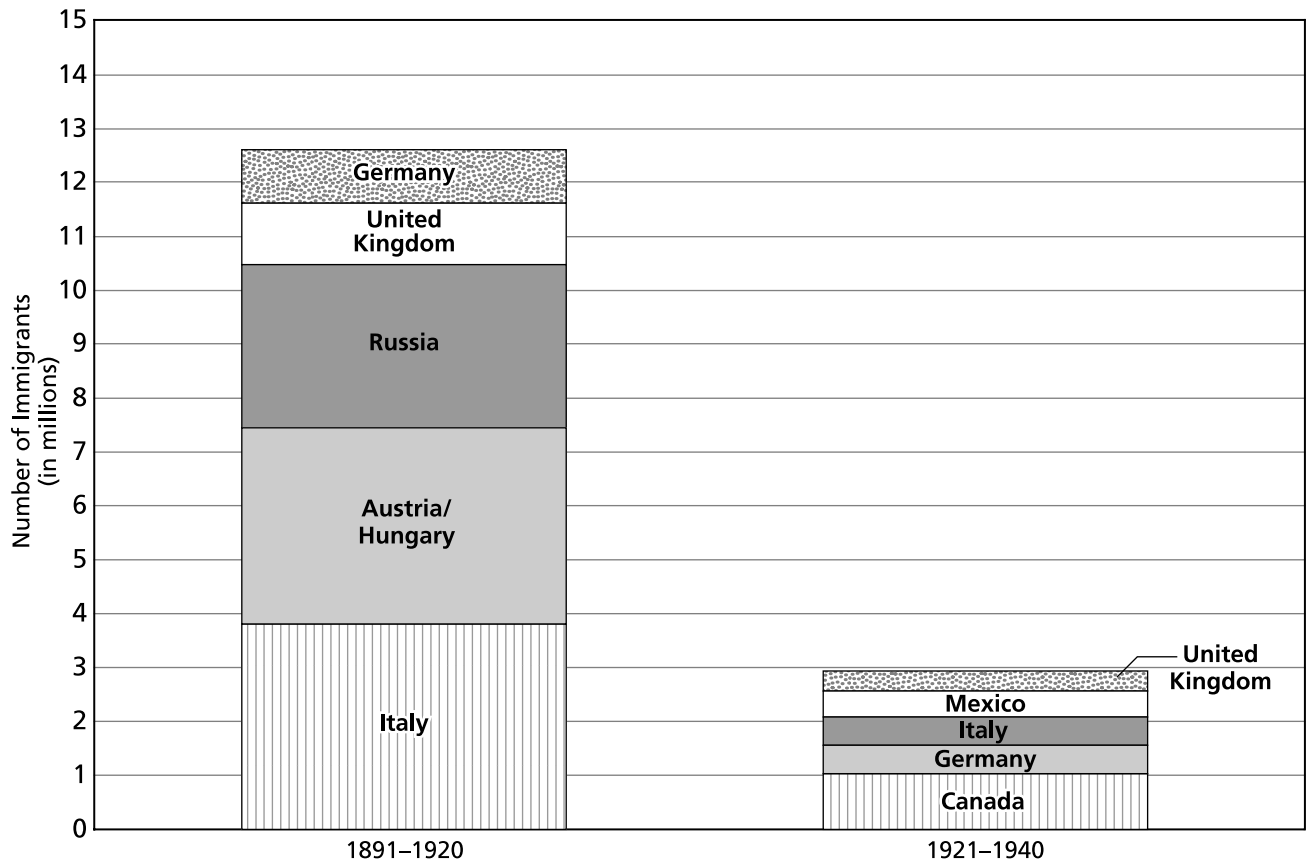 Number of Immigrants
(in millions)
15
14
13
12
11
10
9
8
7
6
5
4
3
2
1
0
Germany
United
Kingdom
Russia
Austria/
Hungary
Italy
United
Kingdom
Mexico
Italy
Germany
Canada
1891–1920
1921–1940